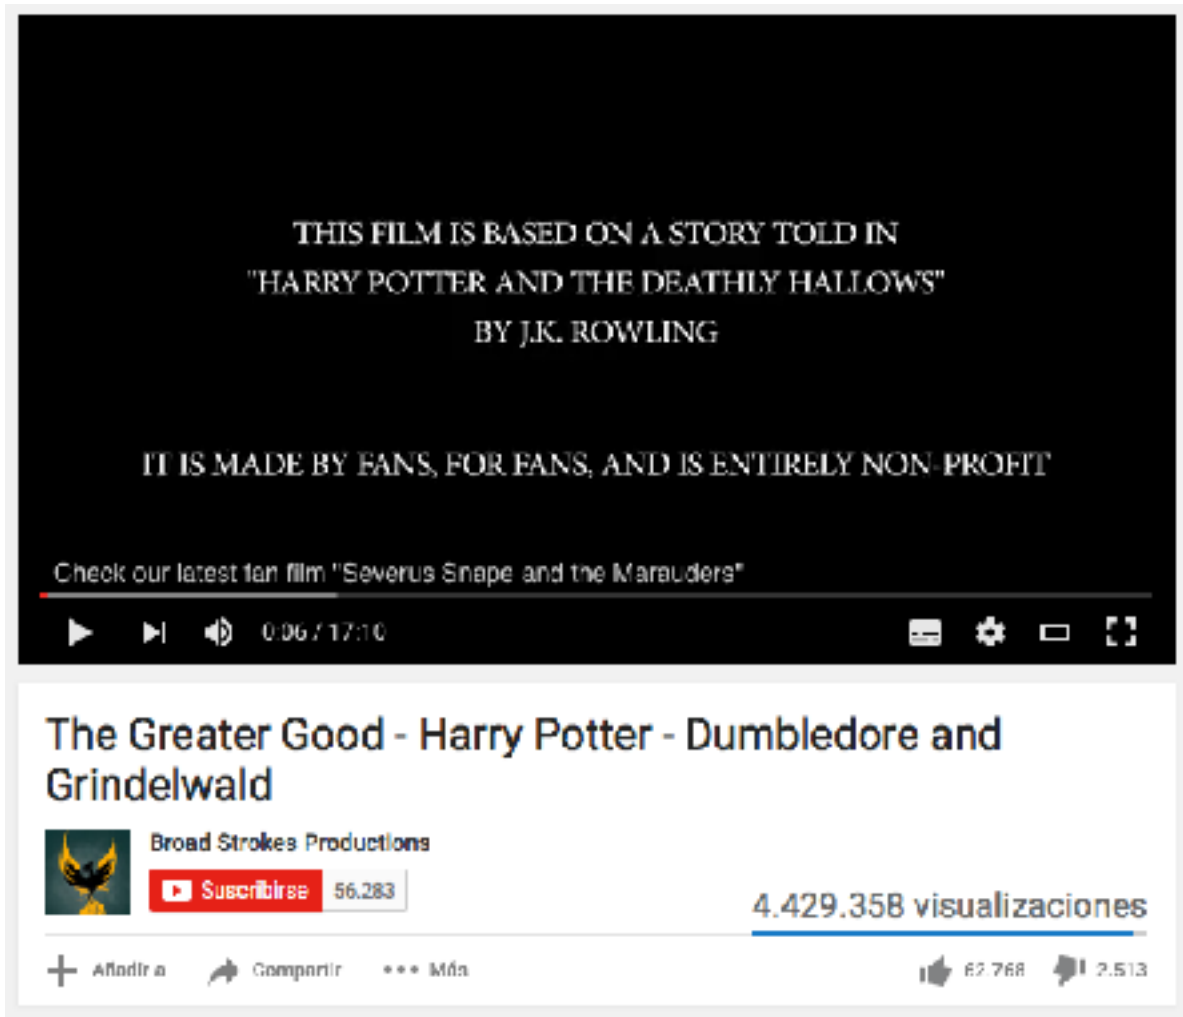 THIS FILM IS BASED ON A STORY TOLD IN
"HARRY POTTER AND THE DEATHLY HALLOWS"
BY J.K. ROWLING
IT IS MADE BY FANS, FOR FANS, AND IS ENTIRELY NON-PROFIT
Check our latest fan film "Severus Snape and the Marauders"
0:06 / 17:10
The Greater Good - Harry Potter - Dumbledore and
Grindelwald
Broad Strokes Productions
Suscribirse 56.283
4.429.358 visualizaciones
Añadir a Compartir Más 62.768 2.513